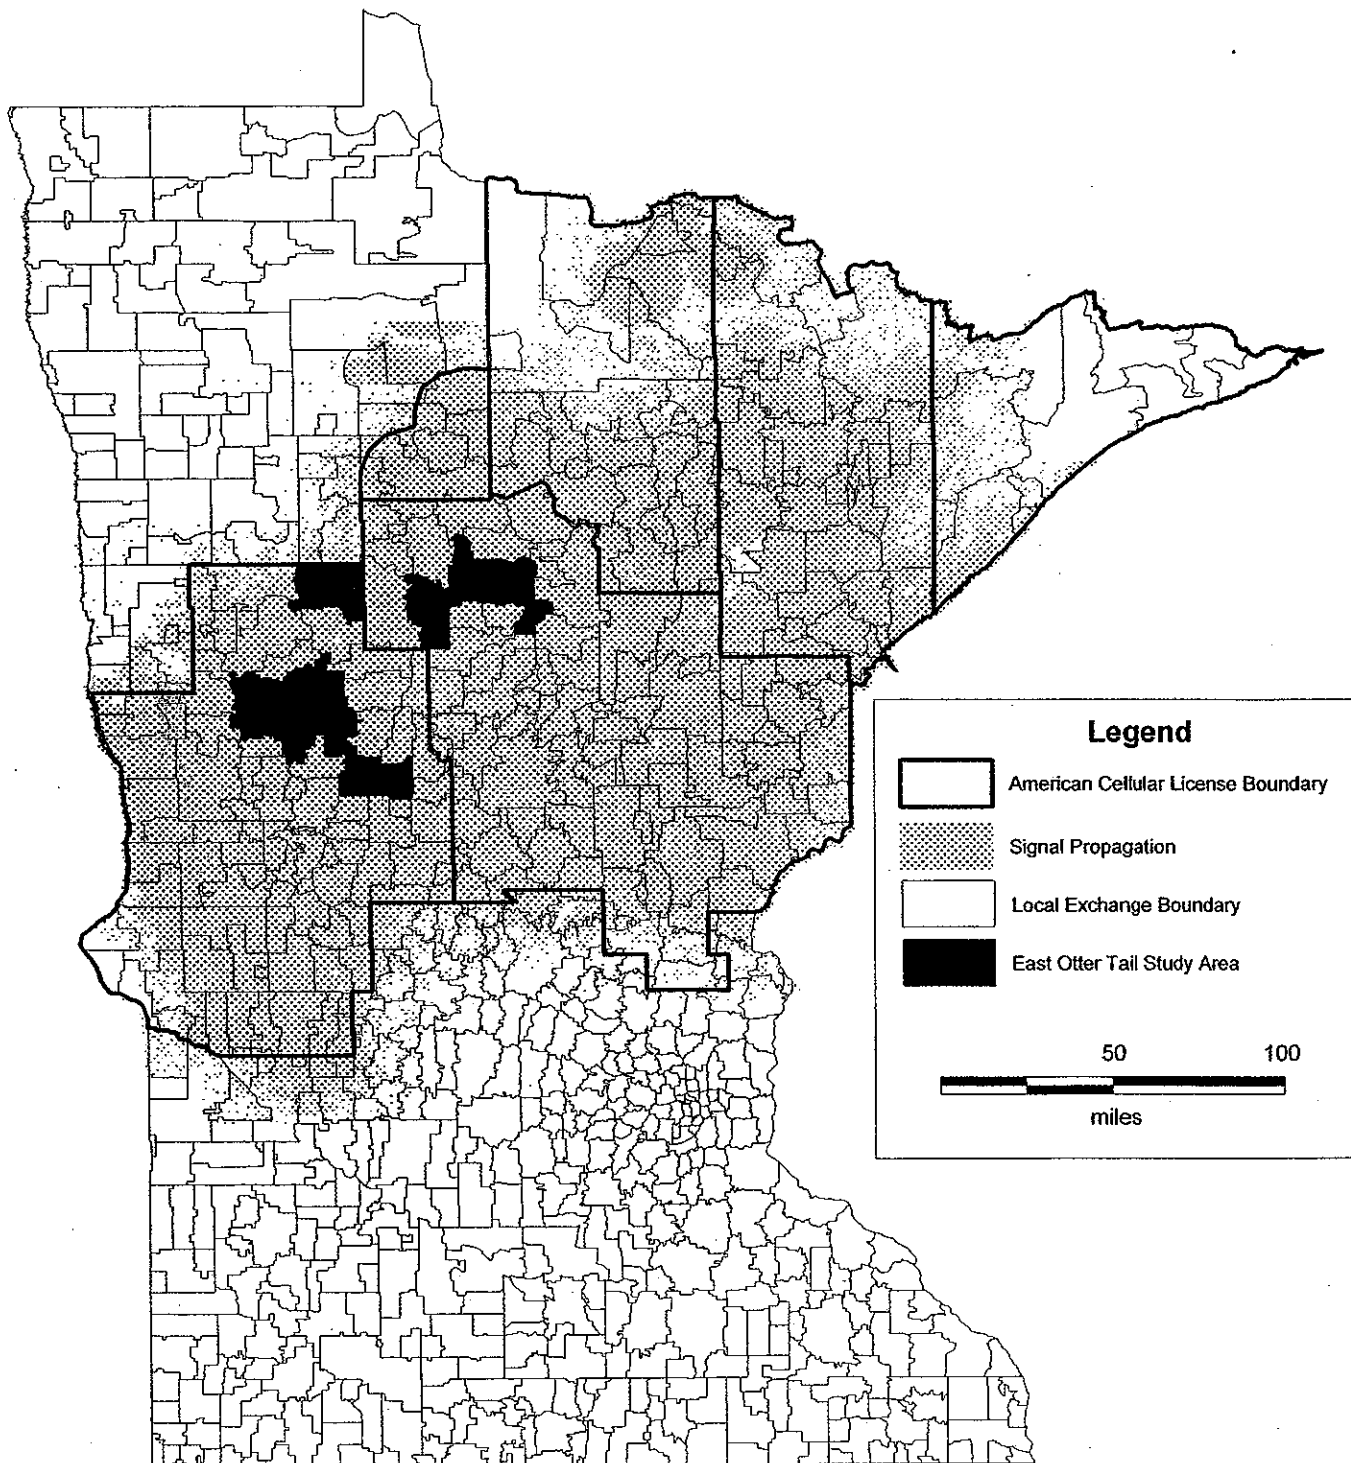 Legend
American Cellular License Boundary
Signal Propagation
Local Exchange Boundary
East Otter Tail Study Area
50 100
miles